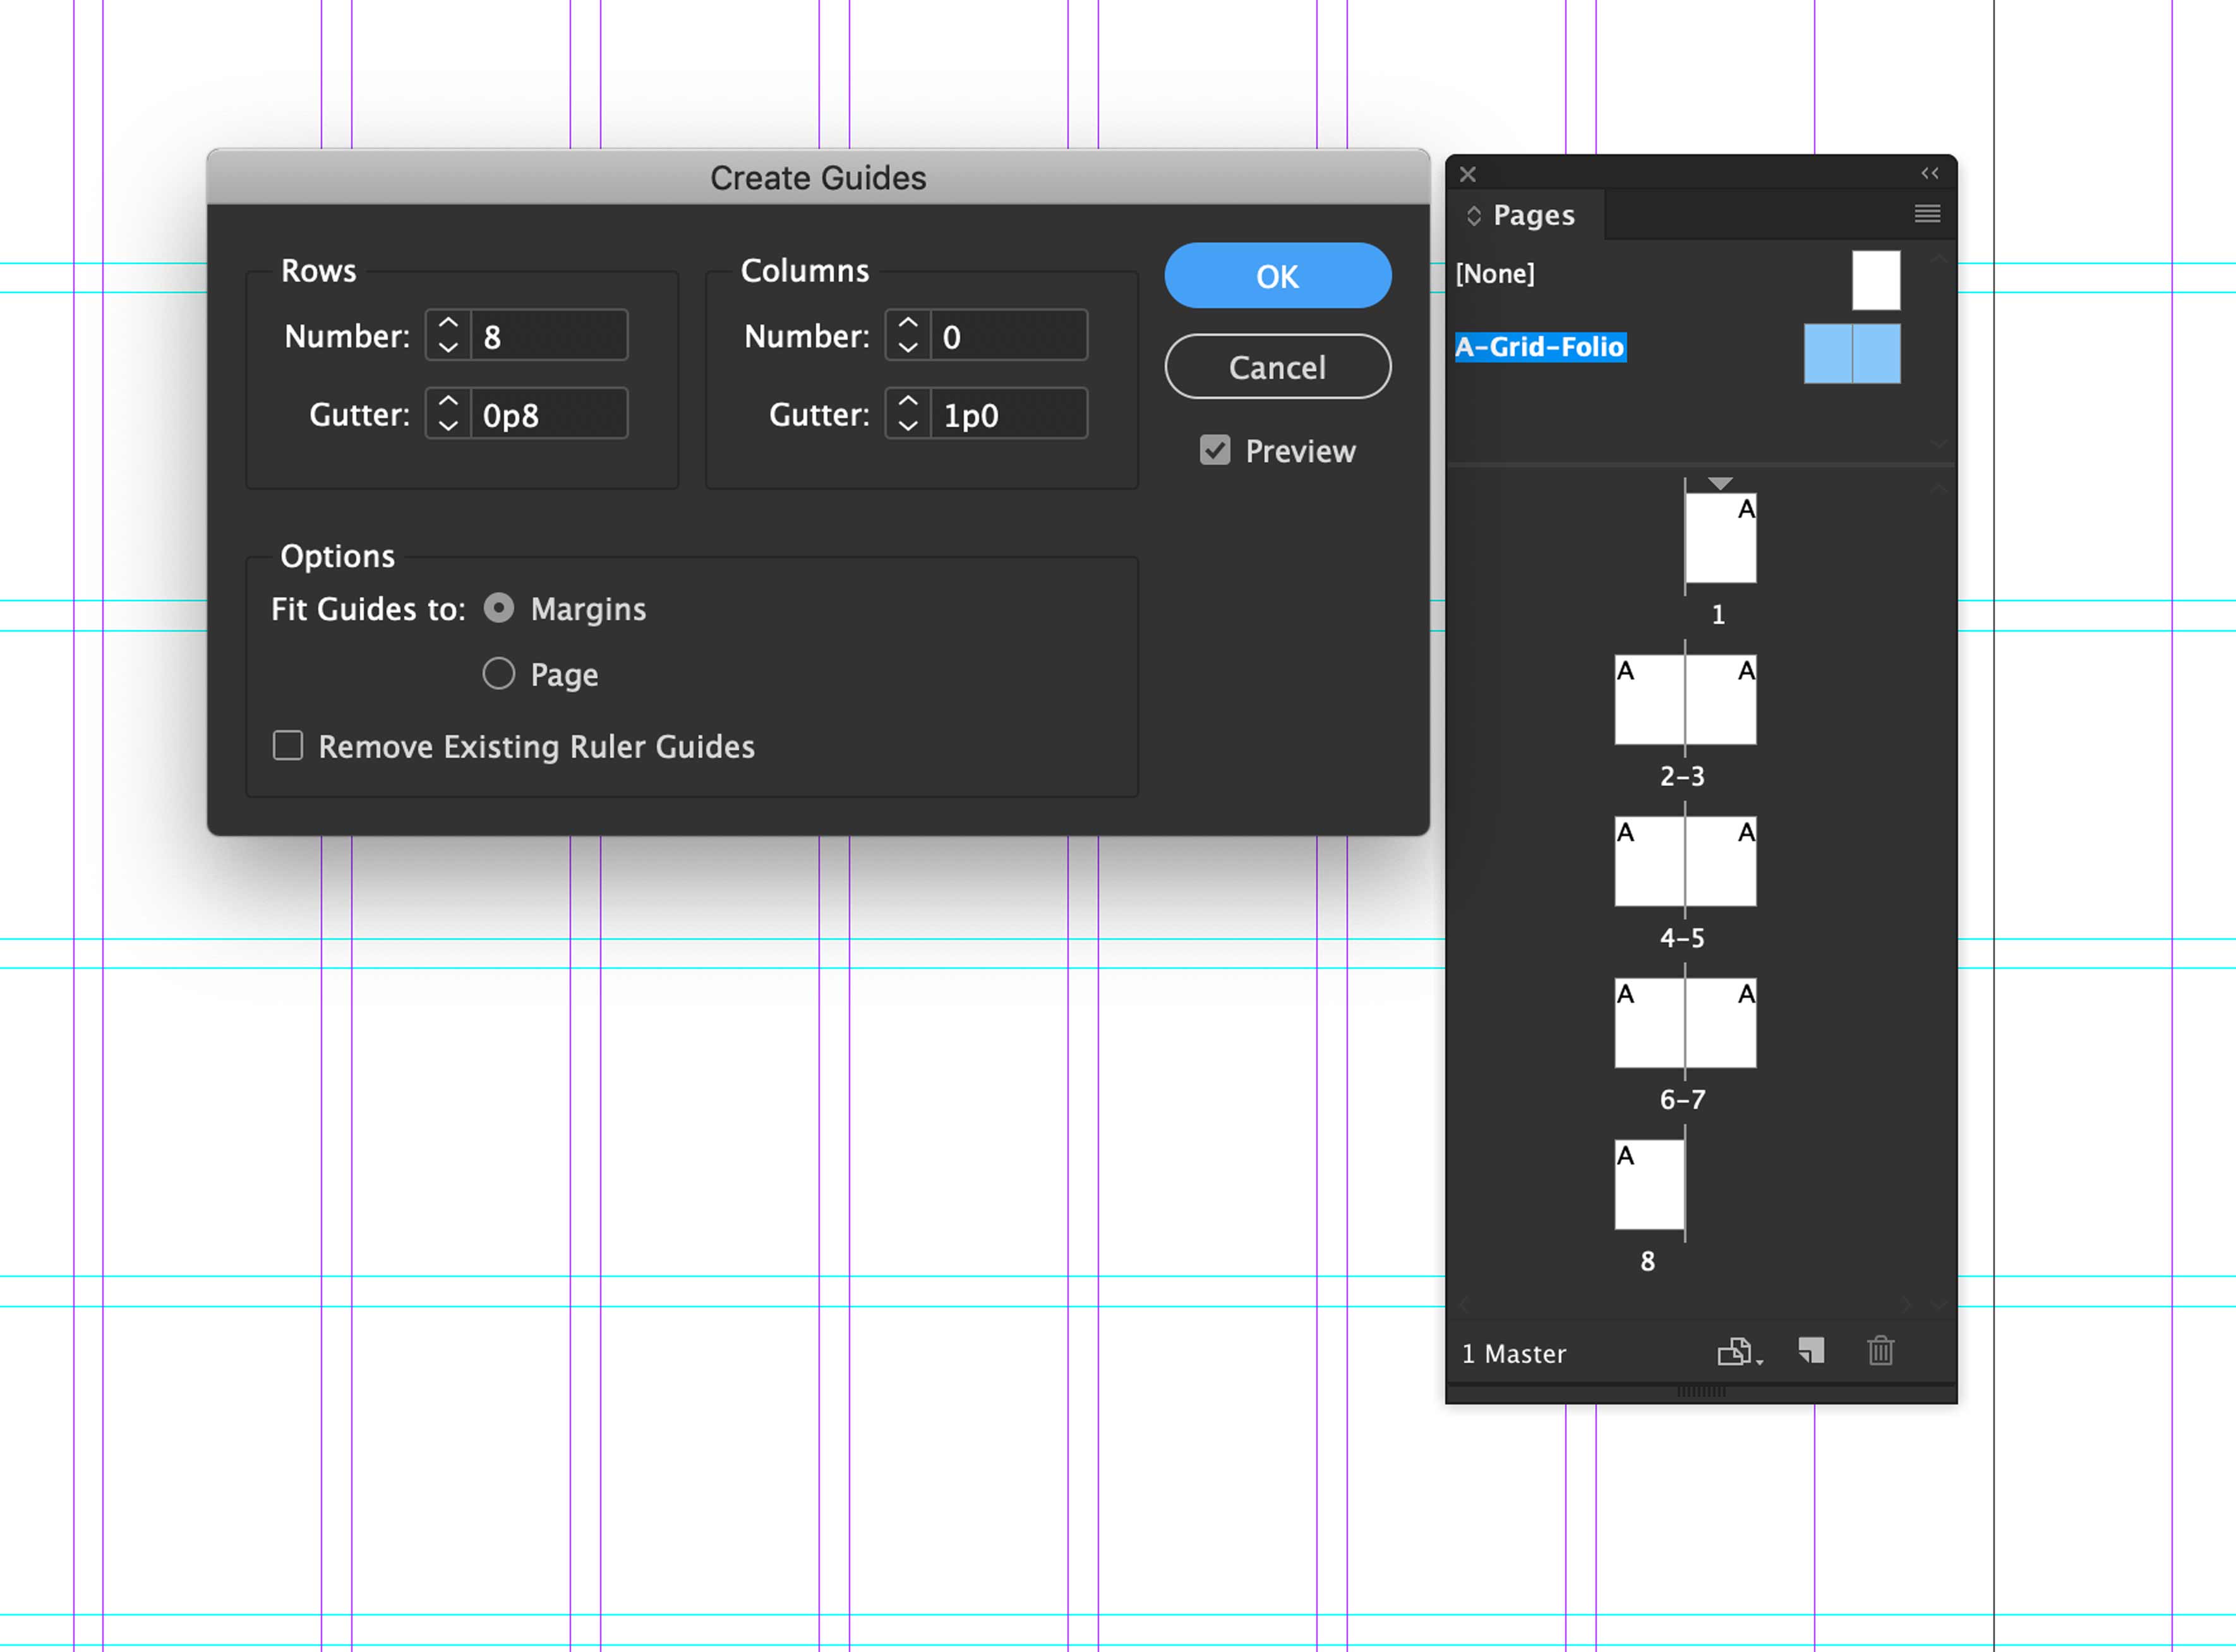 Create Guides
Rows
Number: 8
Gutter: 0p8
Columns
Number: 0
Gutter: 1p0
OK
Cancel
Preview
Options
Fit Guides to: Margins
Page
Remove Existing Ruler Guides
Pages
[None]
A-Grid-Folio
A
1
A A
2-3
A A
4-5
A A
6-7
A
8
1 Master